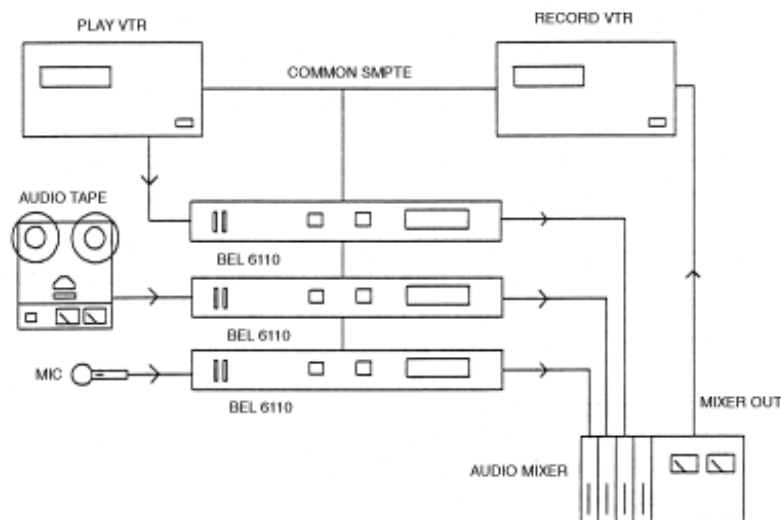 PLAY VTR
RECORD VTR
COMMON SMPTE
AUDIO TAPE
BEL 6110
BEL 6110
MIC
BEL 6110
MIXER OUT
AUDIO MIXER